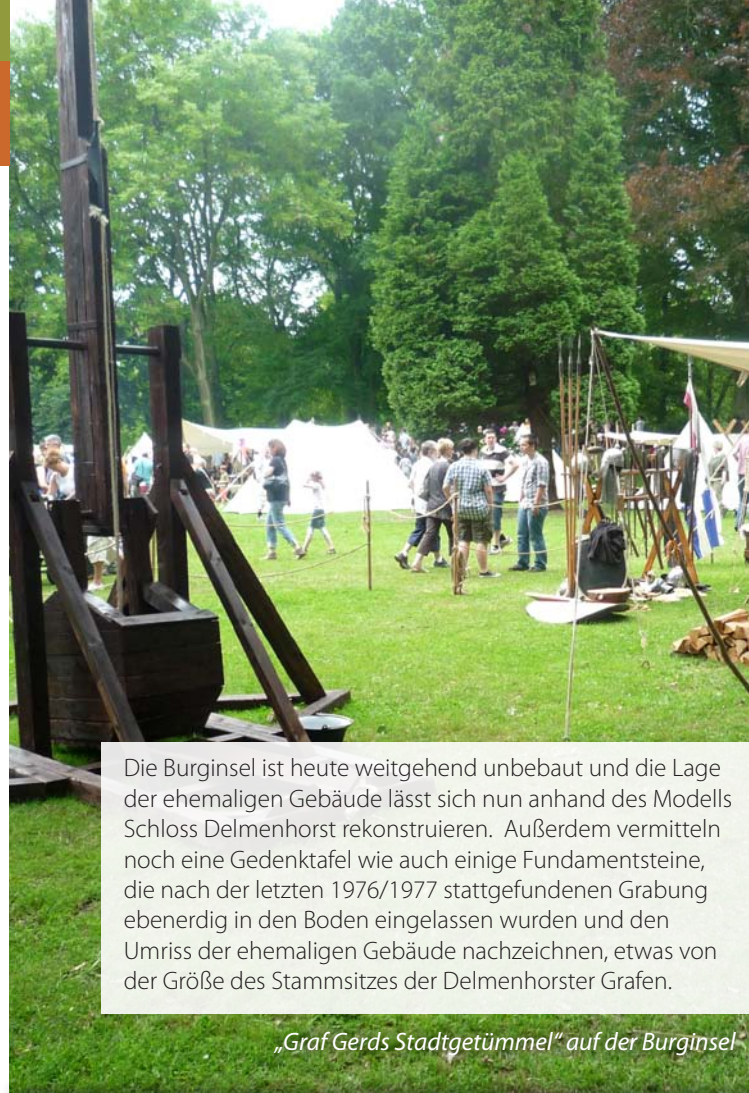 Die Burginsel ist heute weitgehend unbebaut und die Lage
der ehemaligen Gebäude lässt sich nun anhand des Modells
Schloss Delmenhorst rekonstruieren.  Außerdem vermitteln
noch eine Gedenktafel wie auch einige Fundamentsteine,
die nach der letzten 1976/1977 stattgefundenen Grabung
ebenerdig in den Boden eingelassen wurden und den
Umriss der ehemaligen Gebäude nachzeichnen, etwas von
der Größe des Stammsitzes der Delmenhorster Grafen.
„Graf Gerds Stadtgetümmel“ auf der Burginsel